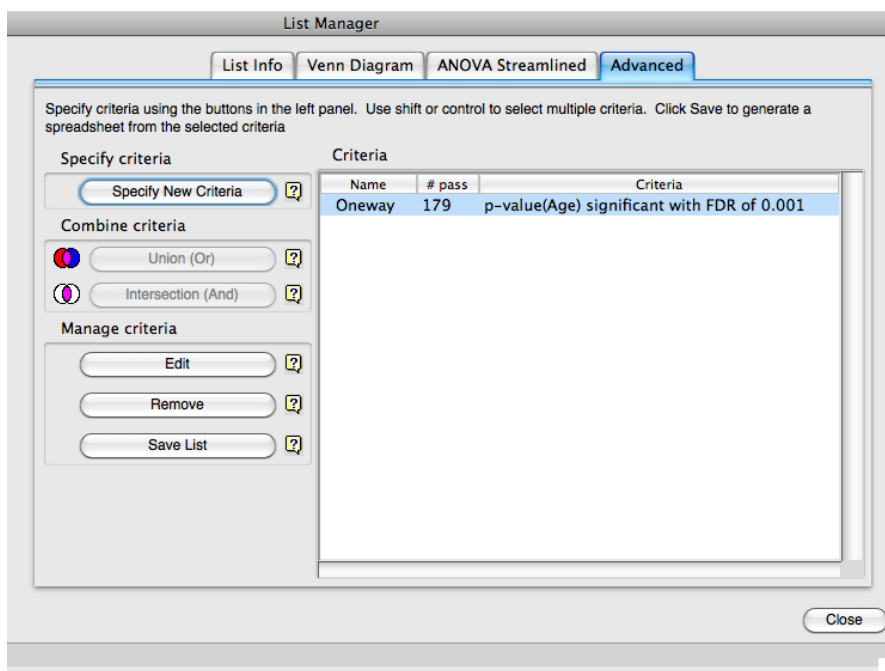 List Manager
List Info Venn Diagram ANOVA Streamlined Advanced
Specify criteria using the buttons in the left panel. Use shift or control to select multiple criteria. Click Save to generate a
spreadsheet from the selected criteria
Specify criteria
Specify New Criteria ?
Combine criteria
Union (Or) ?
Intersection (And) ?
Manage criteria
Edit ?
Remove ?
Save List ?
Criteria
Name # pass Criteria
Oneway 179 p-value(Age) significant with FDR of 0.001
Close